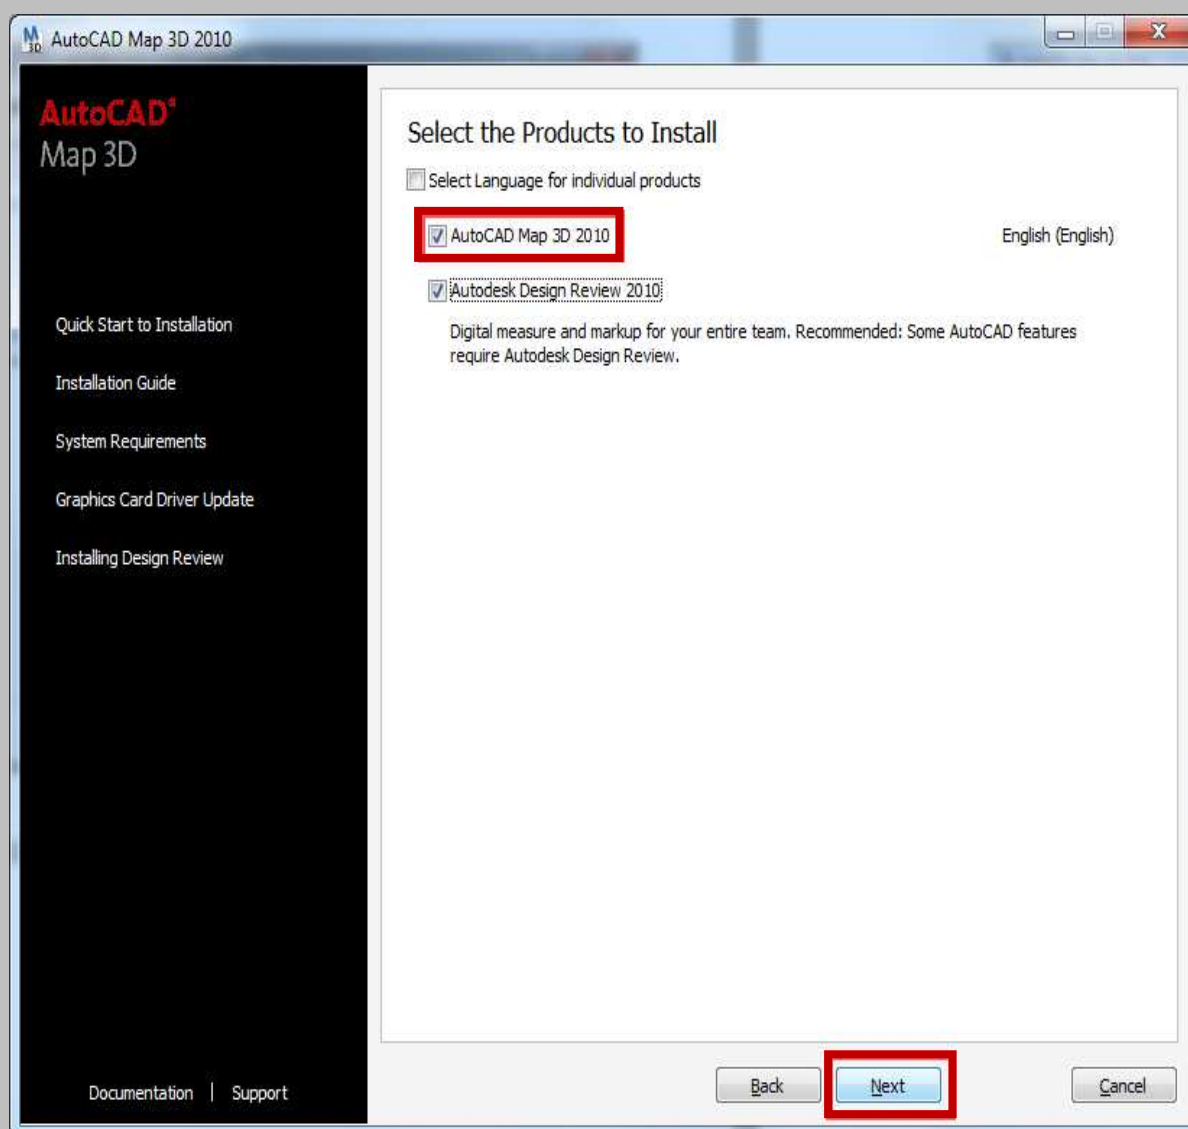 AutoCAD Map 3D 2010
AutoCAD®
Map 3D
Quick Start to Installation
Installation Guide
System Requirements
Graphics Card Driver Update
Installing Design Review
Documentation | Support
Select the Products to Install
Select Language for individual products
AutoCAD Map 3D 2010 English (English)
Autodesk Design Review 2010
Digital measure and markup for your entire team. Recommended: Some AutoCAD features
require Autodesk Design Review.
Back Next Cancel